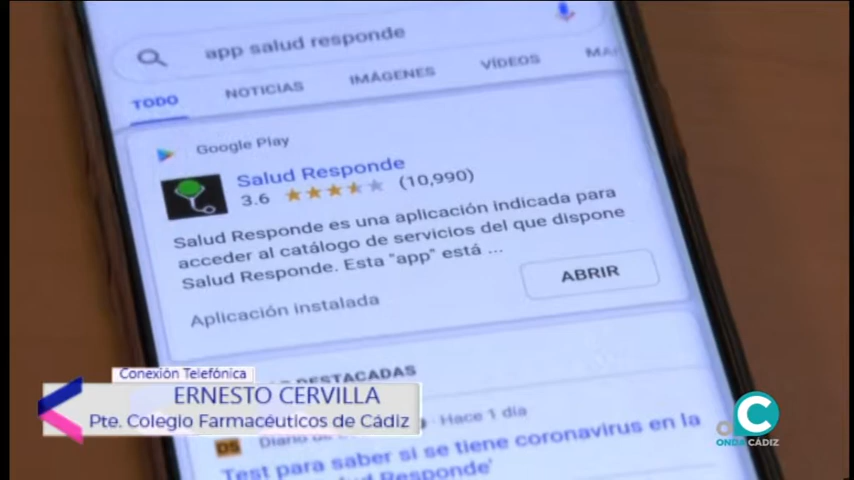 app salud responde
TODO
NOTICIAS
IMÁGENES
VÍDEOS
Google Play
Salud Responde
3.6
(10,990)
Salud Responde es una aplicación indicada para
acceder al catálogo de servicios del que dispone
Salud Responde. Esta "app" está ...
ABRIR
Aplicación instalada
DESTACADAS
Conexión Telefónica
ERNESTO CERVILLA
Pte. Colegio Farmacéuticos de Cádiz
Hace 1 día
Test para saber si se tiene coronavirus en la
Responde'
C
ONDACÁDIZ